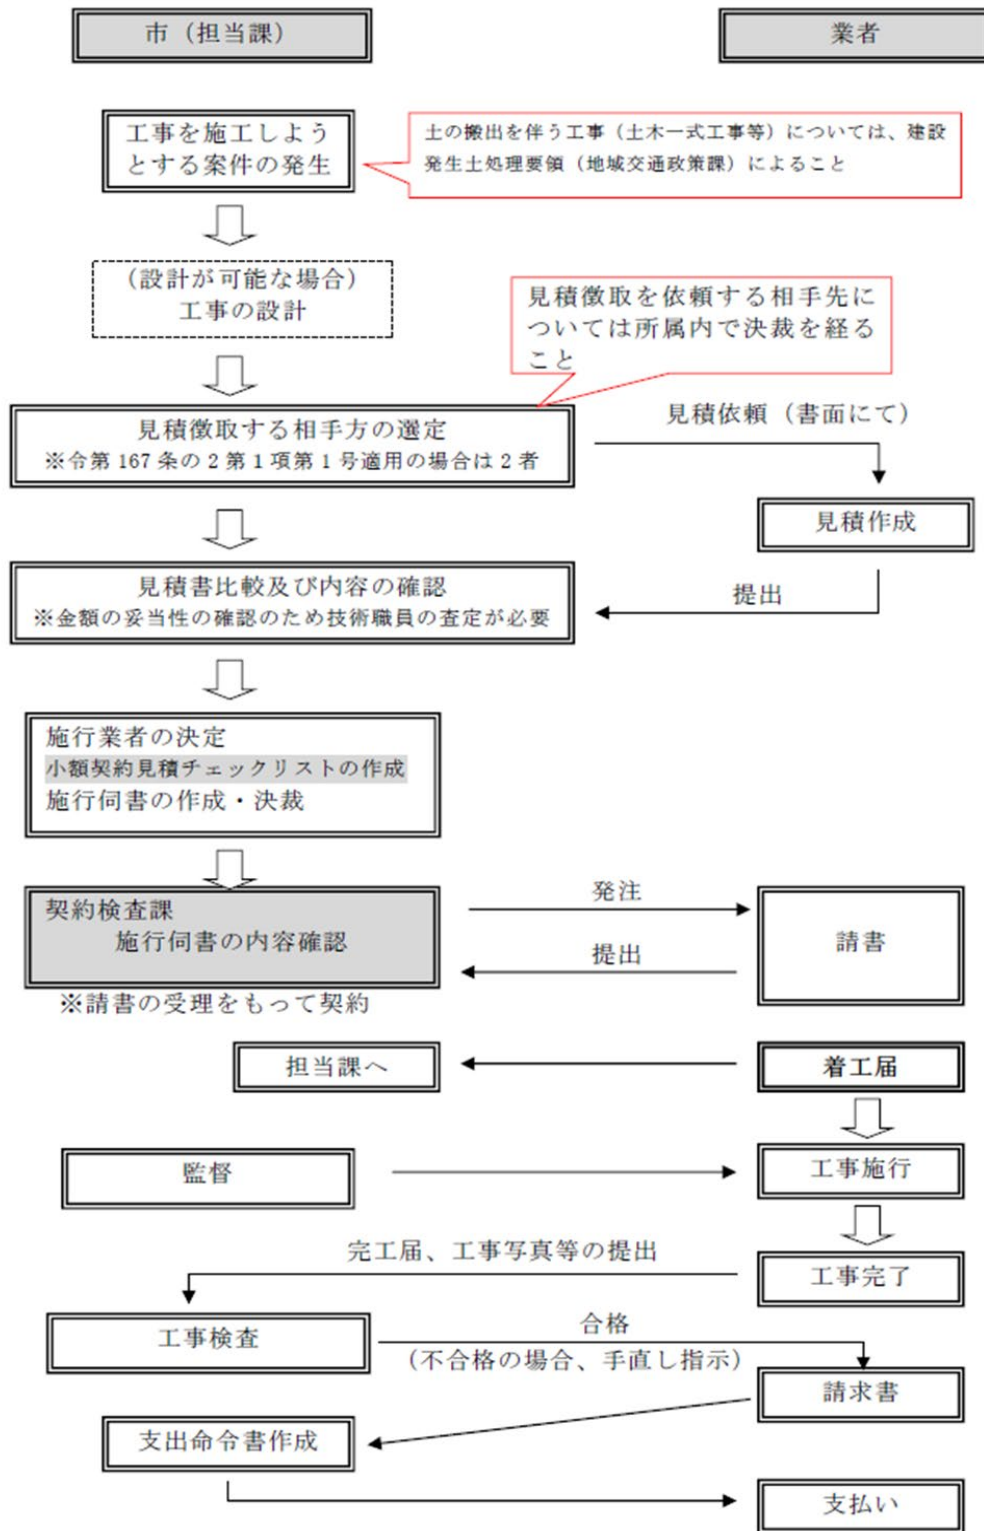 市（担当課）
業者
工事を施工しよう
とする案件の発生
土の搬出を伴う工事（土木一式工事等）については、建設
発生土処理要領（地域交通政策課）によること
（設計が可能な場合）
工事の設計
見積徴取を依頼する相手先に
ついては所属内で決裁を経る
こと
見積徴取する相手方の選定
※令第 167 条の 2 第 1 項第 1 号適用の場合は 2 者
見積依頼（書面にて）
見積作成
見積書比較及び内容の確認
※金額の妥当性の確認のため技術職員の査定が必要
提出
施行業者の決定
小額契約見積チェックリストの作成
施行伺書の作成・決裁
契約検査課
施行伺書の内容確認
発注
提出
請書
※請書の受理をもって契約
担当課へ
着工届
監督
工事施行
完工届、工事写真等の提出
工事完了
工事検査
合格
（不合格の場合、手直し指示）
請求書
支出命令書作成
支払い